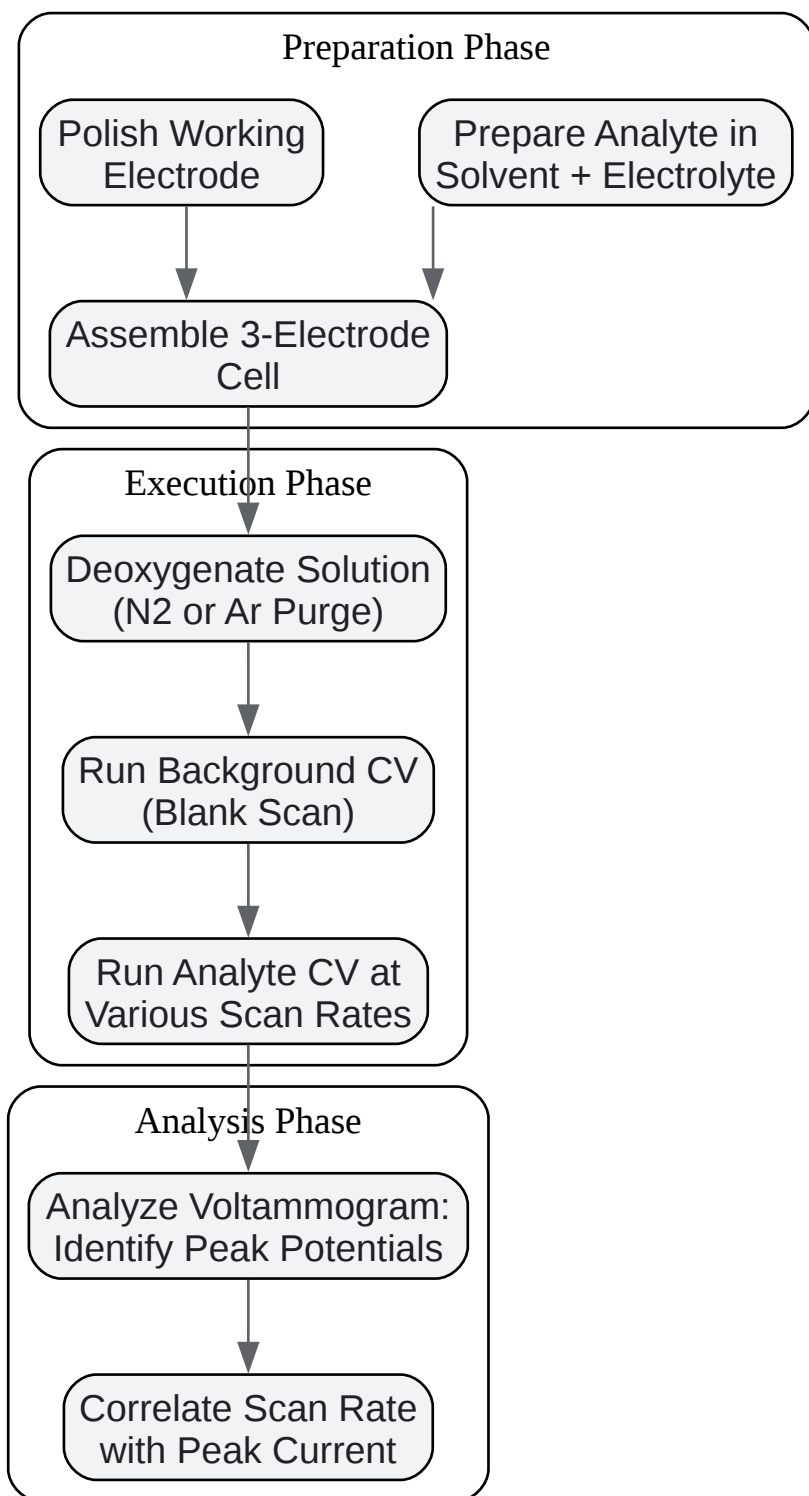 Preparation Phase
Polish Working
Electrode
Prepare Analyte in
Solvent + Electrolyte
Assemble 3-Electrode
Cell
Execution Phase
Deoxygenate Solution
(N2 or Ar Purge)
Run Background CV
(Blank Scan)
Run Analyte CV at
Various Scan Rates
Analysis Phase
Analyze Voltammogram:
Identify Peak Potentials
Correlate Scan Rate
with Peak Current